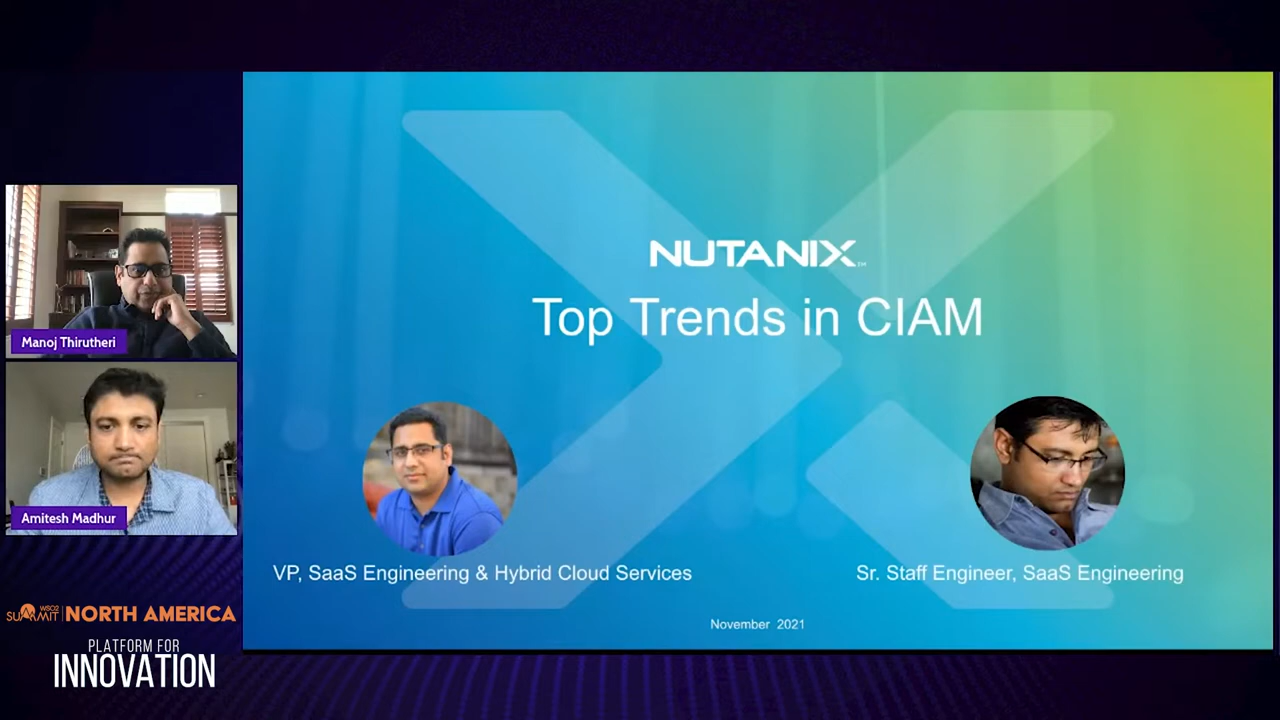 Manoj Thirutheri
Amitesh Madhur
WSO2
SUMMIT
NORTH AMERICA
PLATFORM FOR
INNOVATION
NUTANIX
Top Trends in CIAM
VP, SaaS Engineering & Hybrid Cloud Services
Sr. Staff Engineer, SaaS Engineering
November 2021